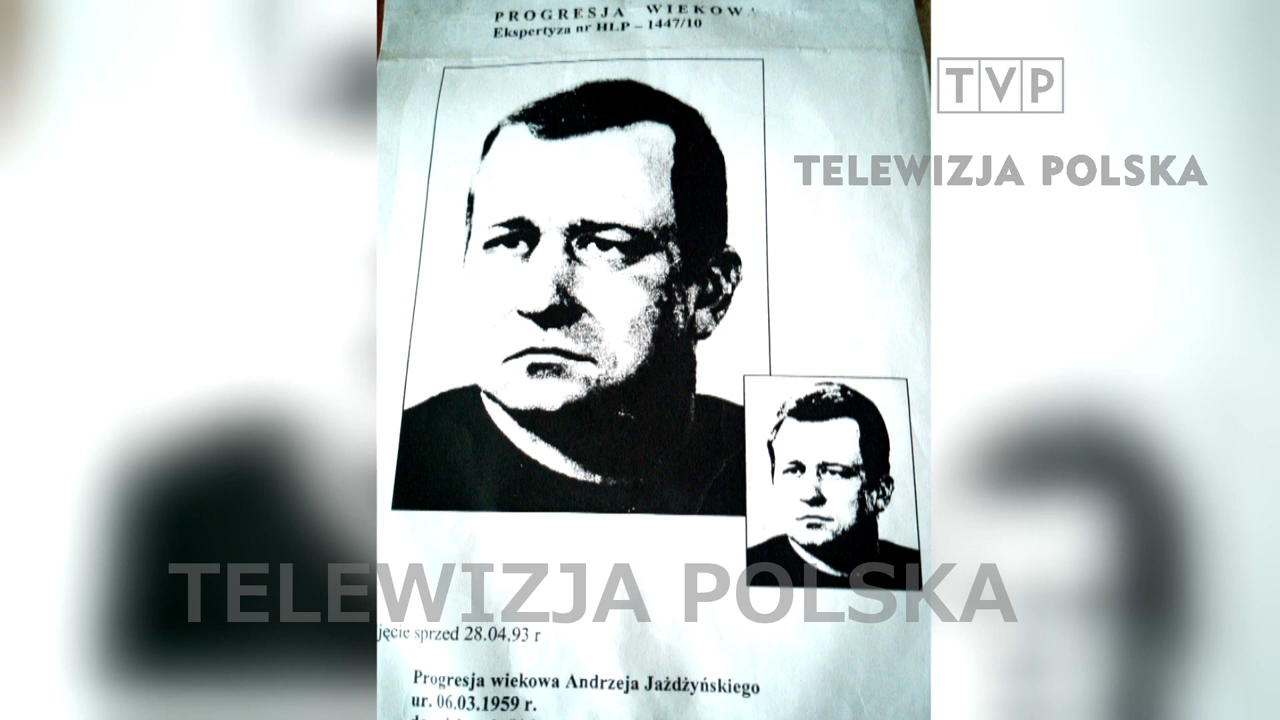 PROGRESJA WIEKOWA
Ekspertyza nr HLP – 1447/10
TVP
TELEWIZJA POLSKA
TELEWIZJA POLSKA
jęcie sprzed 28.04.93 r
Progresja wiekowa Andrzeja Jażdżyńskiego
ur. 06.03.1959 r.